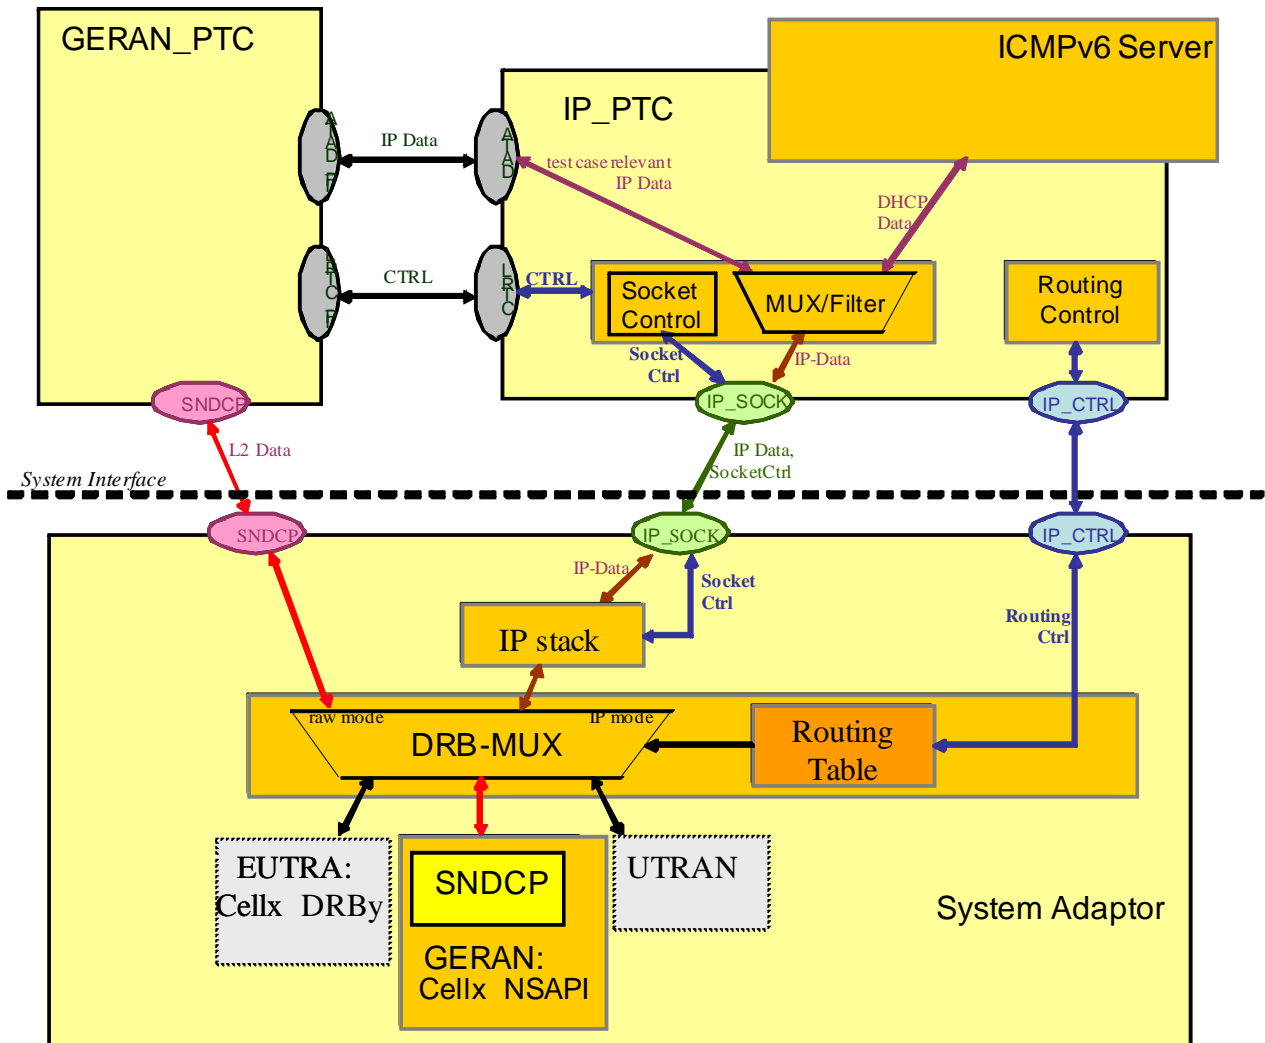 GERAN_PTC
ICMPv6 Server
IP_PTC
IP Data
test case relevant
IP Data
DHCP
Data
CTRL
CTRL
Socket
Control
MUX/Filter
Routing
Control
Socket
Ctrl
IP-Data
SNDCP
IP_SOCK
IP_CTRL
L2 Data
IP Data,
SocketCtrl
System Interface
SNDCP
IP_SOCK
IP_CTRL
IP-Data
Socket
Ctrl
IP stack
Routing
Ctrl
raw mode
IP mode
DRB-MUX
Routing
Table
EUTRA:
Cellx DRBy
SNDCP
GERAN:
Cellx NSAPI
UTRAN
System Adaptor